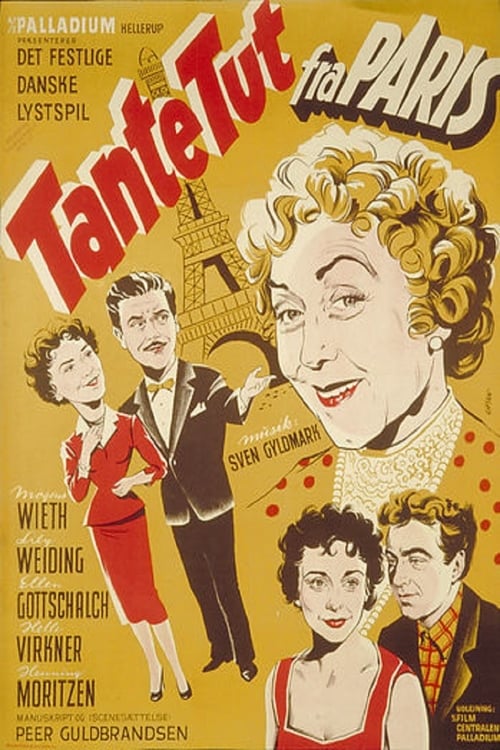 A/S PALLADIUM HELLERUP
PRÆSENTERER
DET FESTLIGE
DANSKE
LYSTSPIL
Tante Tut
fra PARIS
musik:
SVEN GYLDMARK
Mogens
WIETH
Lily
WEIDING
Ellen
GOTTSCHALCH
Helle
VIRKNER
Henning
MORITZEN
MANUSKRIPT OG ISCENESÆTTELSE:
PEER GULDBRANDSEN
UDLEJNING:
FILM
CENTRALEN
PALLADIUM